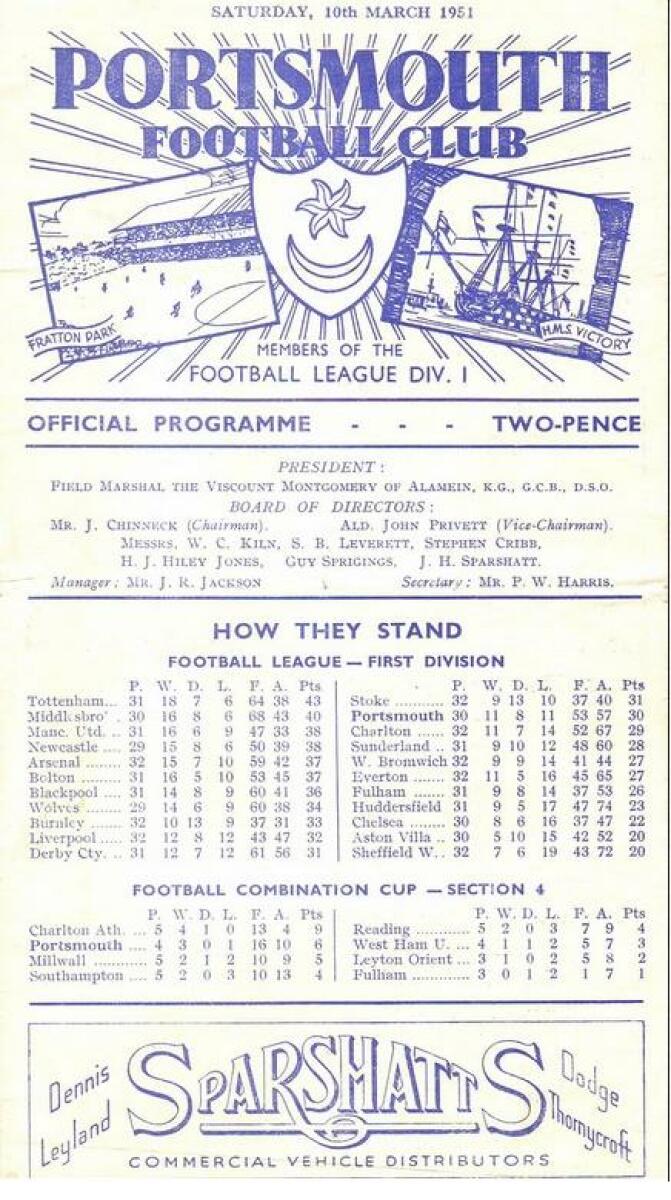 SATURDAY, 10th MARCH 1951
PORTSMOUTH
FOOTBALL CLUB
FRATTON PARK
H.M.S. VICTORY
MEMBERS OF THE
FOOTBALL LEAGUE DIV. I
OFFICIAL PROGRAMME - - - TWO-PENCE
PRESIDENT :
FIELD MARSHAL THE VISCOUNT MONTGOMERY OF ALAMEIN, K.G., G.C.B., D.S.O.
BOARD OF DIRECTORS :
MR. J. CHINNECK (Chairman). ALD. JOHN PRIVETT (Vice-Chairman).
MESSRS, W. C. KILN, S. B. LEVERETT, STEPHEN CRIBB,
H. J. HILEY JONES, GUY SPRIGINGS, J. H. SPARSHATT.
Manager : MR. J. R. JACKSON Secretary : MR. P. W. HARRIS.
HOW THEY STAND
FOOTBALL LEAGUE — FIRST DIVISION
P. W. D. L. F. A. Pts
Tottenham... 31 18 7 6 64 38 43
Middlesbro' . 30 16 8 6 68 43 40
Manc. Utd. .. 31 16 6 9 47 33 38
Newcastle .... 29 15 8 6 50 39 38
Arsenal ........ 32 15 7 10 59 42 37
Bolton ......... 31 16 5 10 53 45 37
Blackpool .... 31 14 8 9 60 41 36
Wolves ........ 29 14 6 9 60 38 34
Burnley ....... 32 10 13 9 37 31 33
Liverpool ..... 32 12 8 12 43 47 32
Derby Cty. .. 31 12 7 12 61 56 31
P. W. D. L. F. A. Pts
Stoke ........... 32 9 13 10 37 40 31
Portsmouth 30 11 8 11 53 57 30
Charlton ...... 32 11 7 14 52 67 29
Sunderland .. 31 9 10 12 48 60 28
W. Bromwich 32 9 9 14 41 44 27
Everton ....... 32 11 5 16 45 65 27
Fulham ....... 31 9 8 14 37 53 26
Huddersfield 31 9 5 17 47 74 23
Chelsea ........ 30 8 6 16 37 47 22
Aston Villa .. 30 5 10 15 42 52 20
Sheffield W.. 32 7 6 19 43 72 20
FOOTBALL COMBINATION CUP — SECTION 4
P. W. D. L. F. A. Pts
Charlton Ath. ... 5 4 1 0 13 4 9
Portsmouth .... 4 3 0 1 16 10 6
Millwall ............ 5 2 1 2 10 9 5
Southampton ... 5 2 0 3 10 13 4
P. W. D. L. F. A. Pts
Reading ............ 5 2 0 3 7 9 4
West Ham U. ... 4 1 1 2 5 7 3
Leyton Orient ... 3 1 0 2 5 8 2
Fulham ............. 3 0 1 2 1 7 1
Dennis
Leyland
SPARSHATTS
Dodge
Thornycroft
COMMERCIAL VEHICLE DISTRIBUTORS